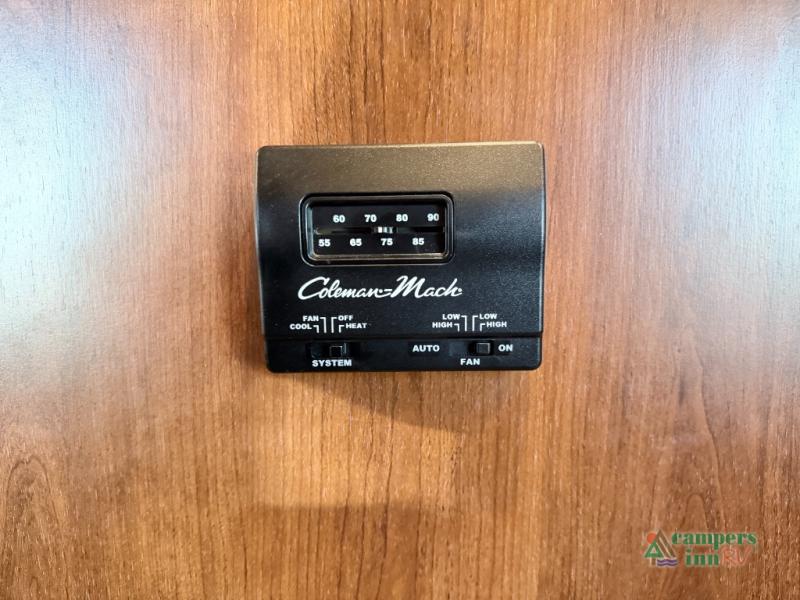 60 70 80 90
55 65 75 85
Coleman-Mach
FAN OFF
COOL HEAT
LOW LOW
HIGH HIGH
AUTO ON
SYSTEM FAN
campers
inn RV